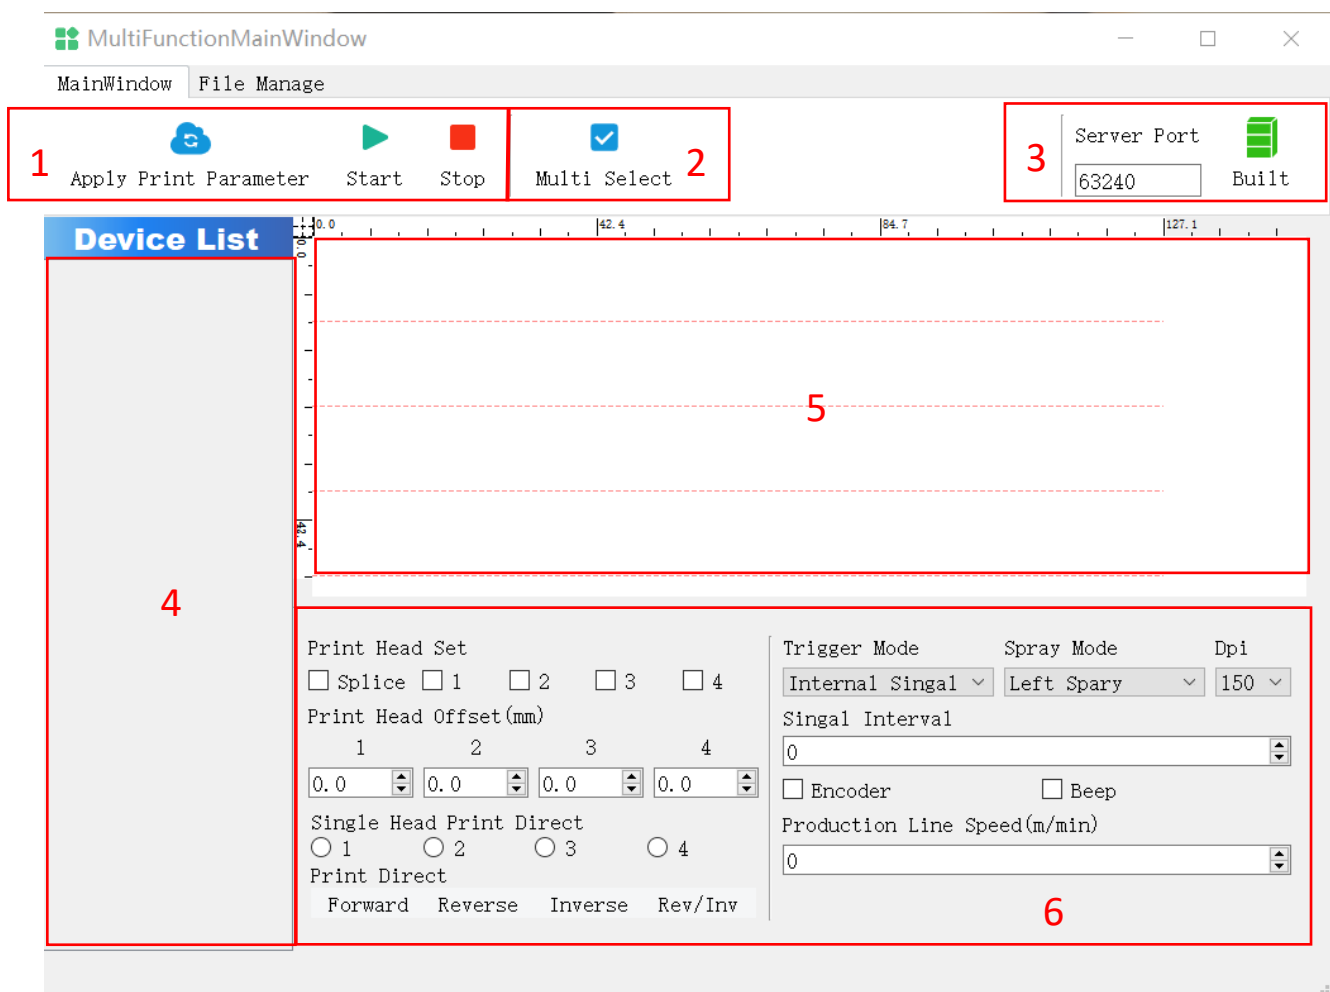 MultiFunctionMainWindow
MainWindow File Manage
1 Apply Print Parameter Start Stop
Multi Select 2
3 Server Port
63240 Built
Device List
0.0 42.4 84.7 127.1
0.0
42.4
4
5
Print Head Set
Splice 1 2 3 4
Print Head Offset(mm)
1 2 3 4
0.0 0.0 0.0 0.0
Single Head Print Direct
1 2 3 4
Print Direct
Forward Reverse Inverse Rev/Inv
Trigger Mode Spray Mode Dpi
Internal Singal Left Spary 150
Singal Interval
0
Encoder Beep
Production Line Speed(m/min)
0
6